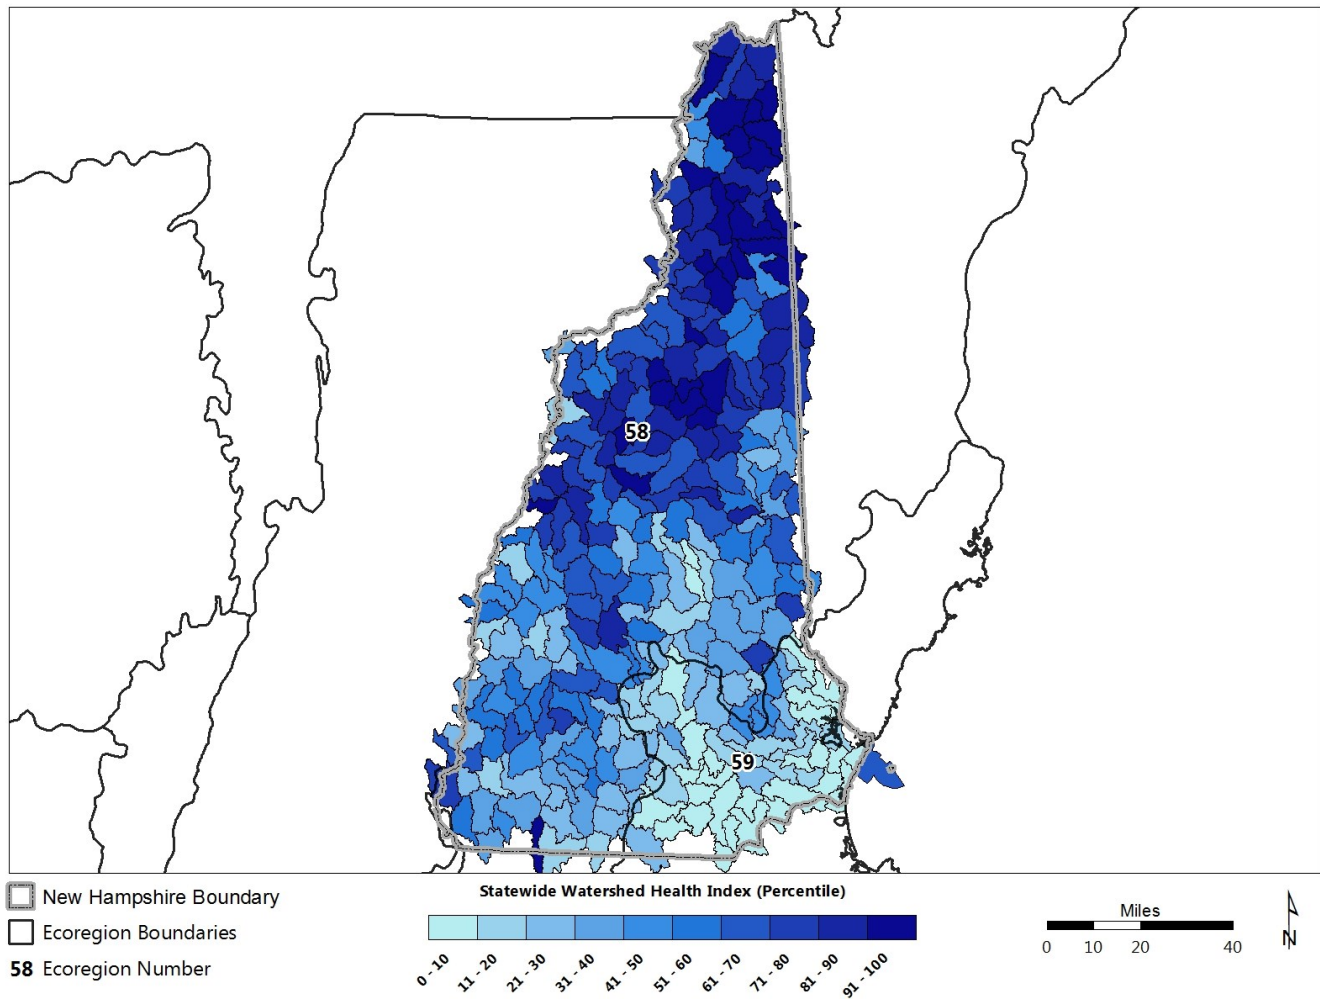 58
59
New Hampshire Boundary
Ecoregion Boundaries
58 Ecoregion Number
Statewide Watershed Health Index (Percentile)
0 - 10
11 - 20
21 - 30
31 - 40
41 - 50
51 - 60
61 - 70
71 - 80
81 - 90
91 - 100
Miles
0 10 20 40
N